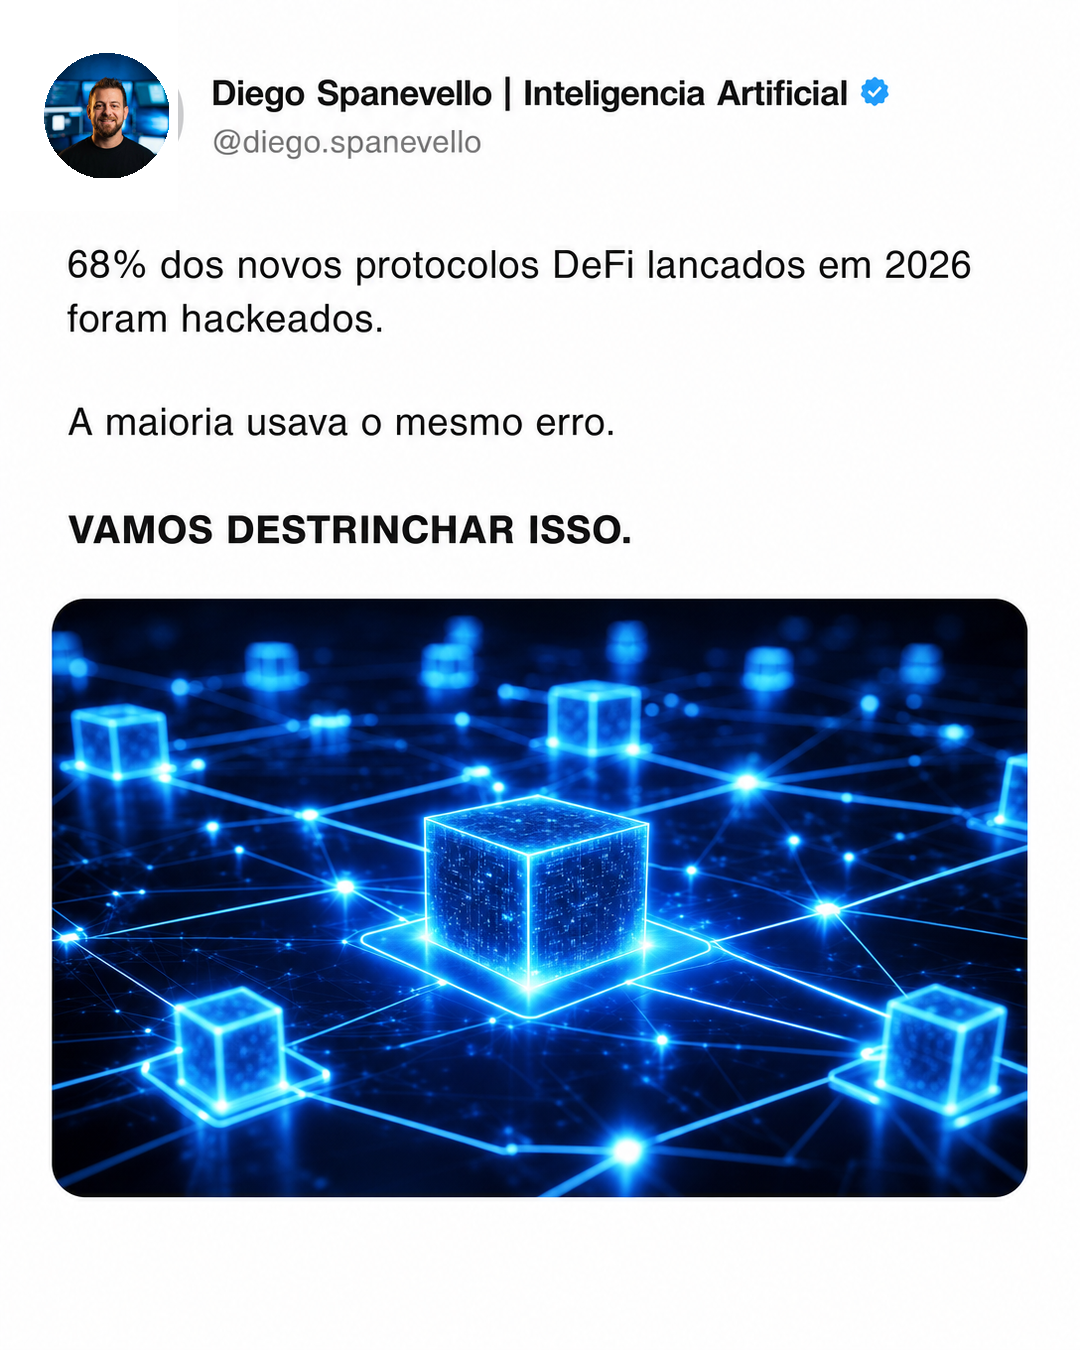 Diego Spanevello | Inteligencia Artificial
@diego.spanevello
68% dos novos protocolos DeFi lancados em 2026
foram hackeados.
A maioria usava o mesmo erro.
VAMOS DESTRINCHAR ISSO.